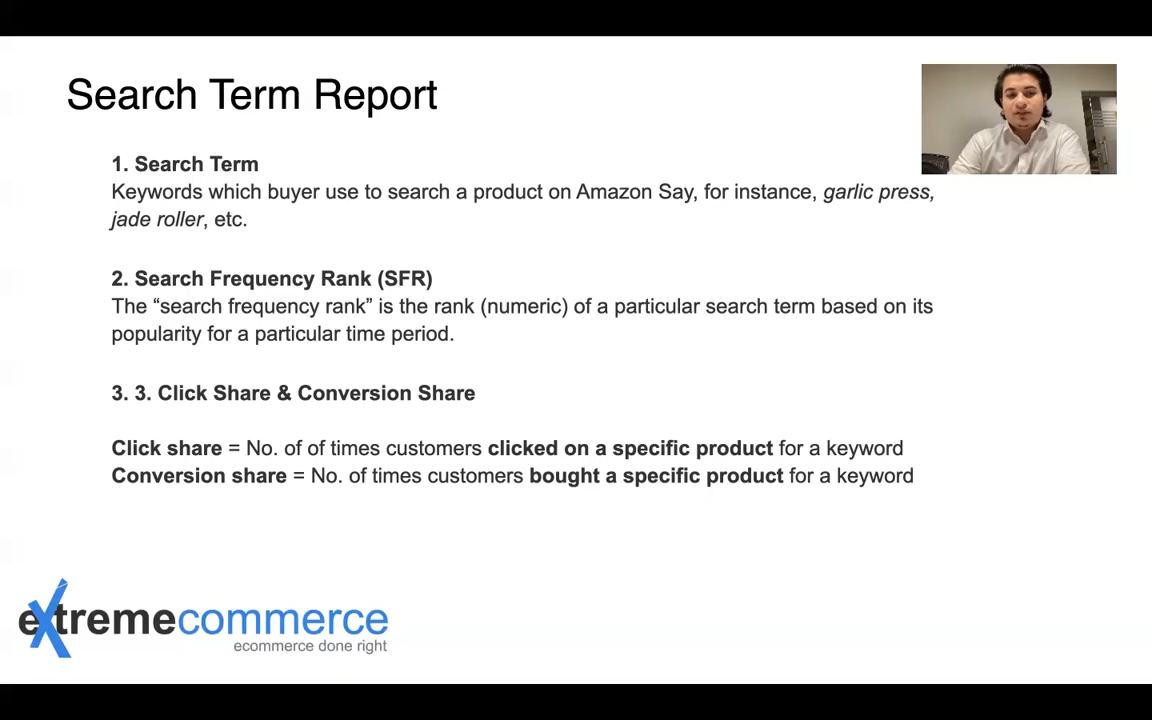 Search Term Report
1. Search Term
Keywords which buyer use to search a product on Amazon Say, for instance, garlic press,
jade roller, etc.
2. Search Frequency Rank (SFR)
The “search frequency rank” is the rank (numeric) of a particular search term based on its
popularity for a particular time period.
3. 3. Click Share & Conversion Share
Click share = No. of of times customers clicked on a specific product for a keyword
Conversion share = No. of times customers bought a specific product for a keyword
extremecommerce
ecommerce done right